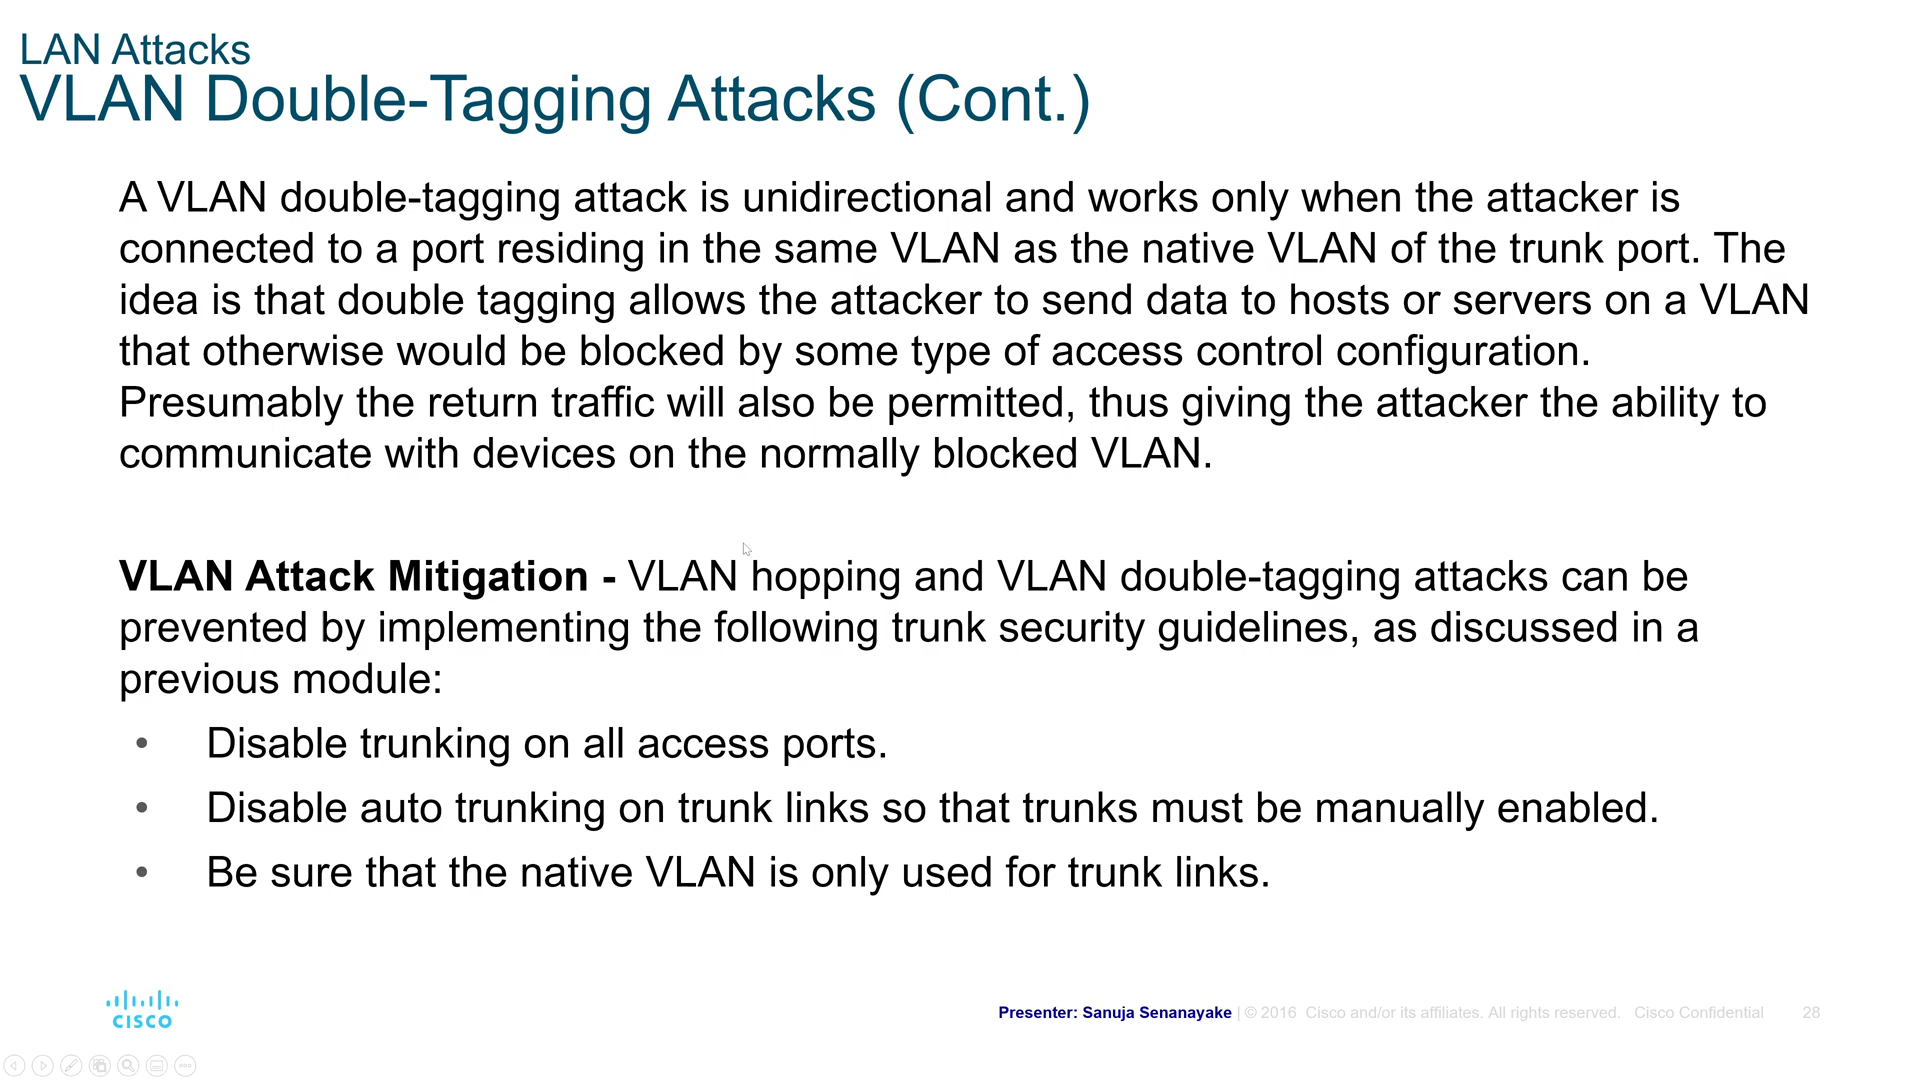 LAN Attacks
VLAN Double-Tagging Attacks (Cont.)
A VLAN double-tagging attack is unidirectional and works only when the attacker is
connected to a port residing in the same VLAN as the native VLAN of the trunk port. The
idea is that double tagging allows the attacker to send data to hosts or servers on a VLAN
that otherwise would be blocked by some type of access control configuration.
Presumably the return traffic will also be permitted, thus giving the attacker the ability to
communicate with devices on the normally blocked VLAN.
VLAN Attack Mitigation - VLAN hopping and VLAN double-tagging attacks can be
prevented by implementing the following trunk security guidelines, as discussed in a
previous module:
• Disable trunking on all access ports.
• Disable auto trunking on trunk links so that trunks must be manually enabled.
• Be sure that the native VLAN is only used for trunk links.
CISCO
Presenter: Sanuja Senanayake | © 2016 Cisco and/or its affiliates. All rights reserved. Cisco Confidential 28